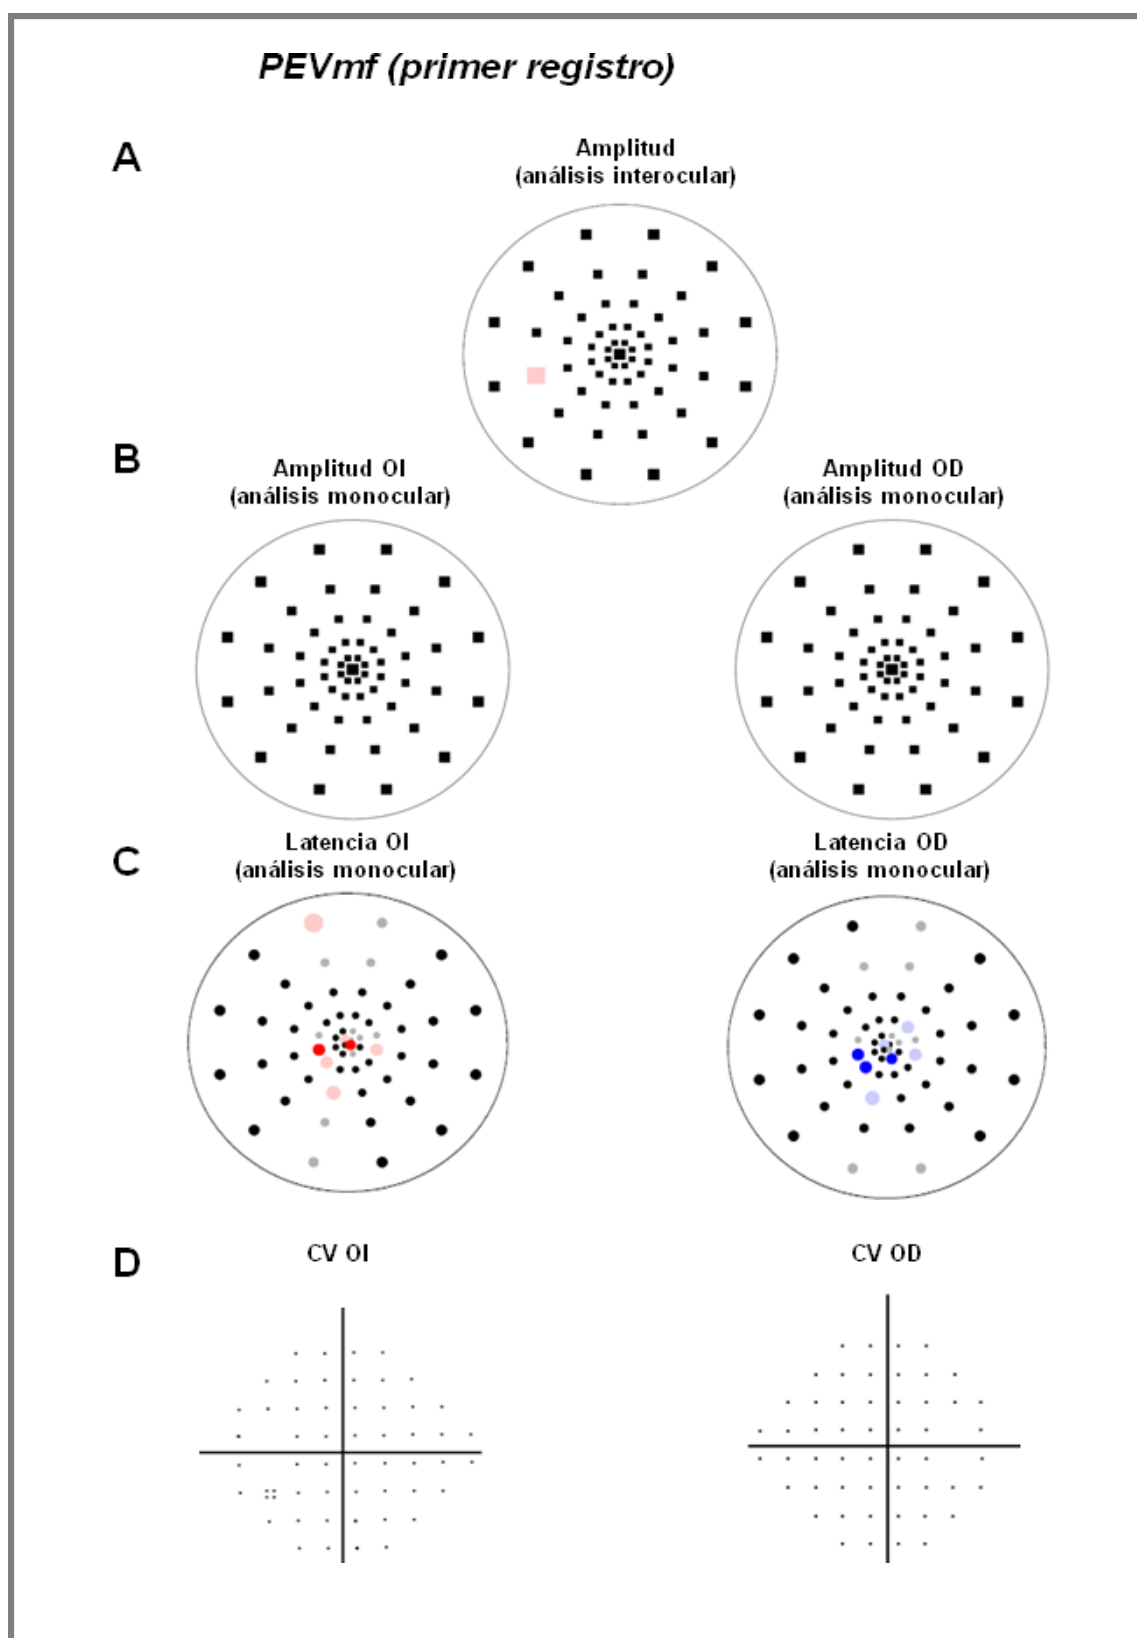 PEVmf (primer registro)
A
Amplitud
(análisis interocular)
B
Amplitud OI
(análisis monocular)
Amplitud OD
(análisis monocular)
C
Latencia OI
(análisis monocular)
Latencia OD
(análisis monocular)
D
CV OI
CV OD